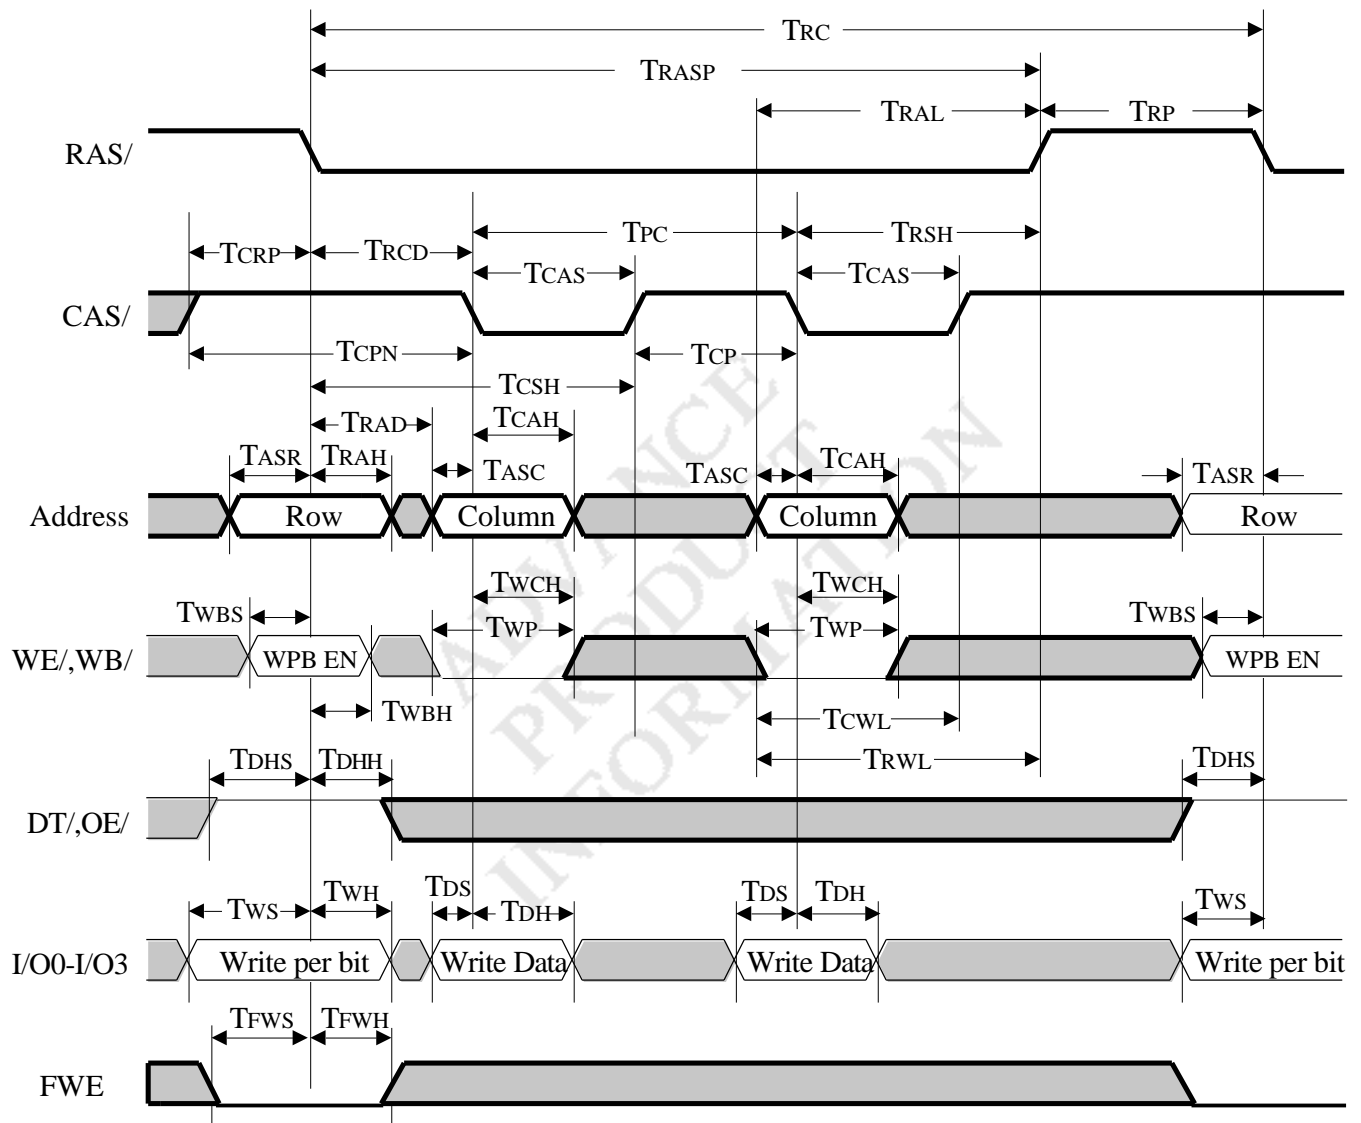 TRC
TRASP
TRAL TRP
RAS/
TPC TRSH
TCRP TRCD
TCAS TCAS
CAS/
TCPN TCP
TCSH
TRAD TCAH
TASR TRAH TASC TASC TCAH TASR
Address Row Column Column Row
TWCH TWCH
TWBS TWP TWP TWBS
WE/,WB/ WPB EN WPB EN
TWBH TCWL
TRWL
TDHS TDHH TDHS
DT/,OE/
TWS TWH TDS TDH TDS TDH TWS
I/O0-I/O3 Write per bit Write Data Write Data Write per bit
TFWS TFWH
FWE
ADVANCE
PRODUCT
INFORMATION